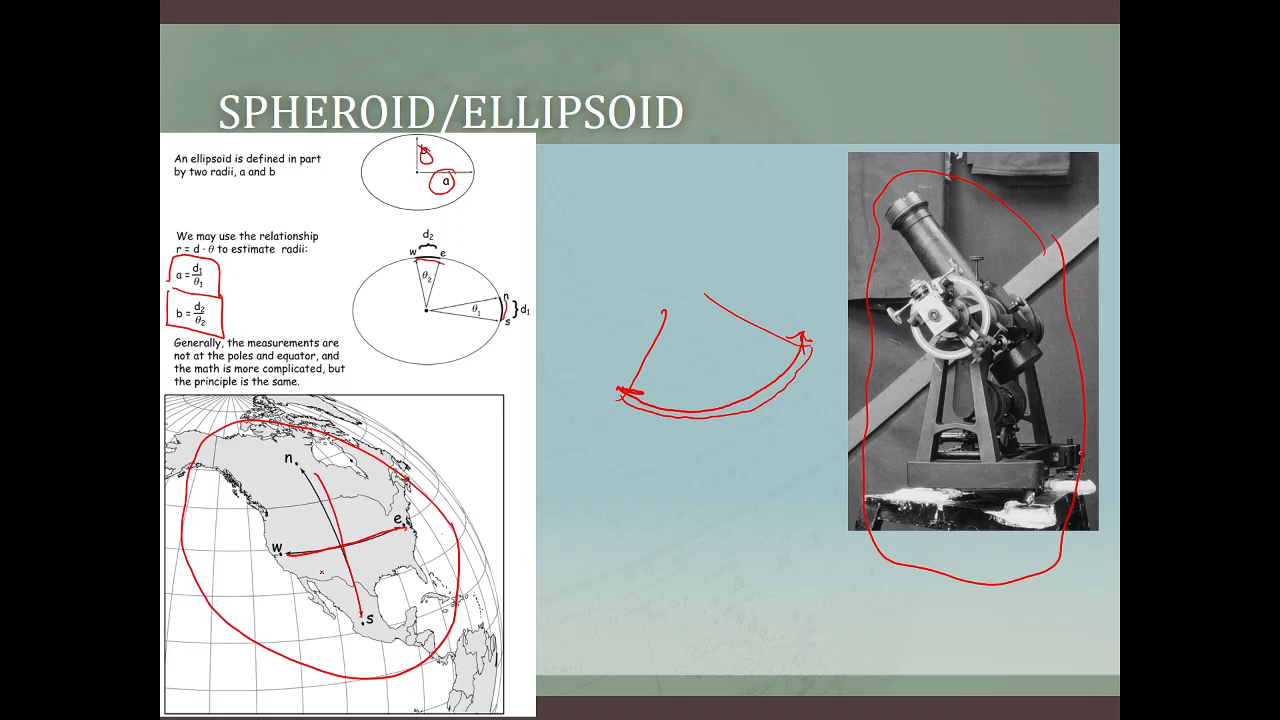 SPHEROID/ELLIPSOID
An ellipsoid is defined in part
by two radii, a and b
b
a
We may use the relationship
r = d · θ to estimate radii:
a = d₁/θ₁
b = d₂/θ₂
d₂
w e
θ₂
θ₁
n
s
d₁
Generally, the measurements are
not at the poles and equator, and
the math is more complicated, but
the principle is the same.
n
e
w
s